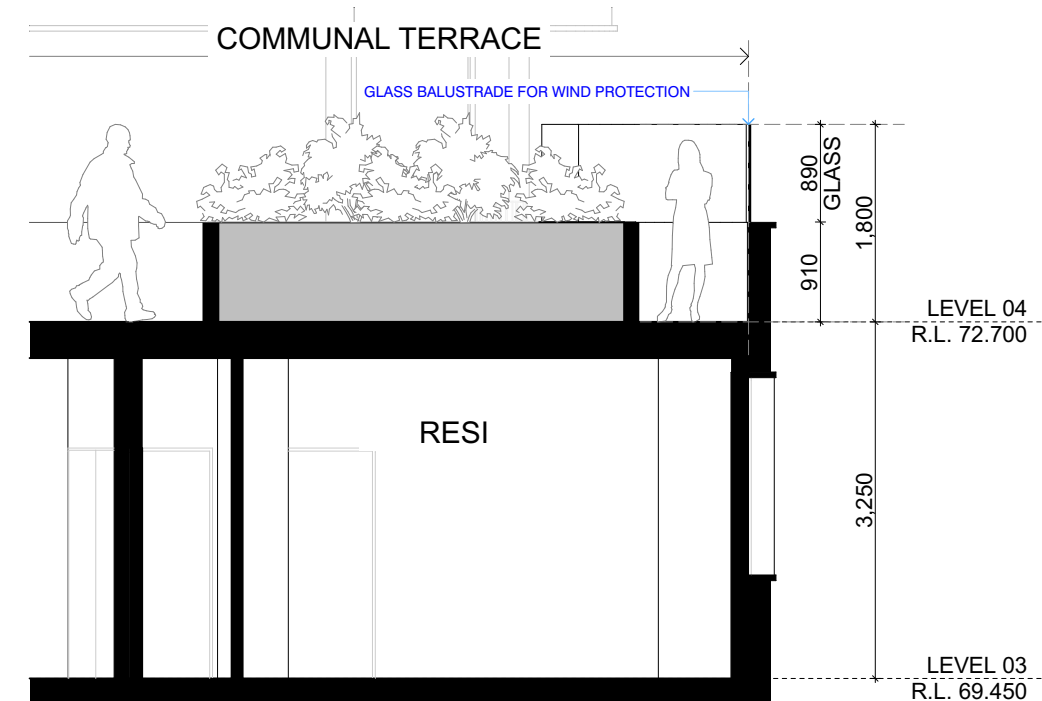 COMMUNAL TERRACE
GLASS BALUSTRADE FOR WIND PROTECTION
890
GLASS
1,800
910
LEVEL 04
R.L. 72.700
RESI
3,250
LEVEL 03
R.L. 69.450